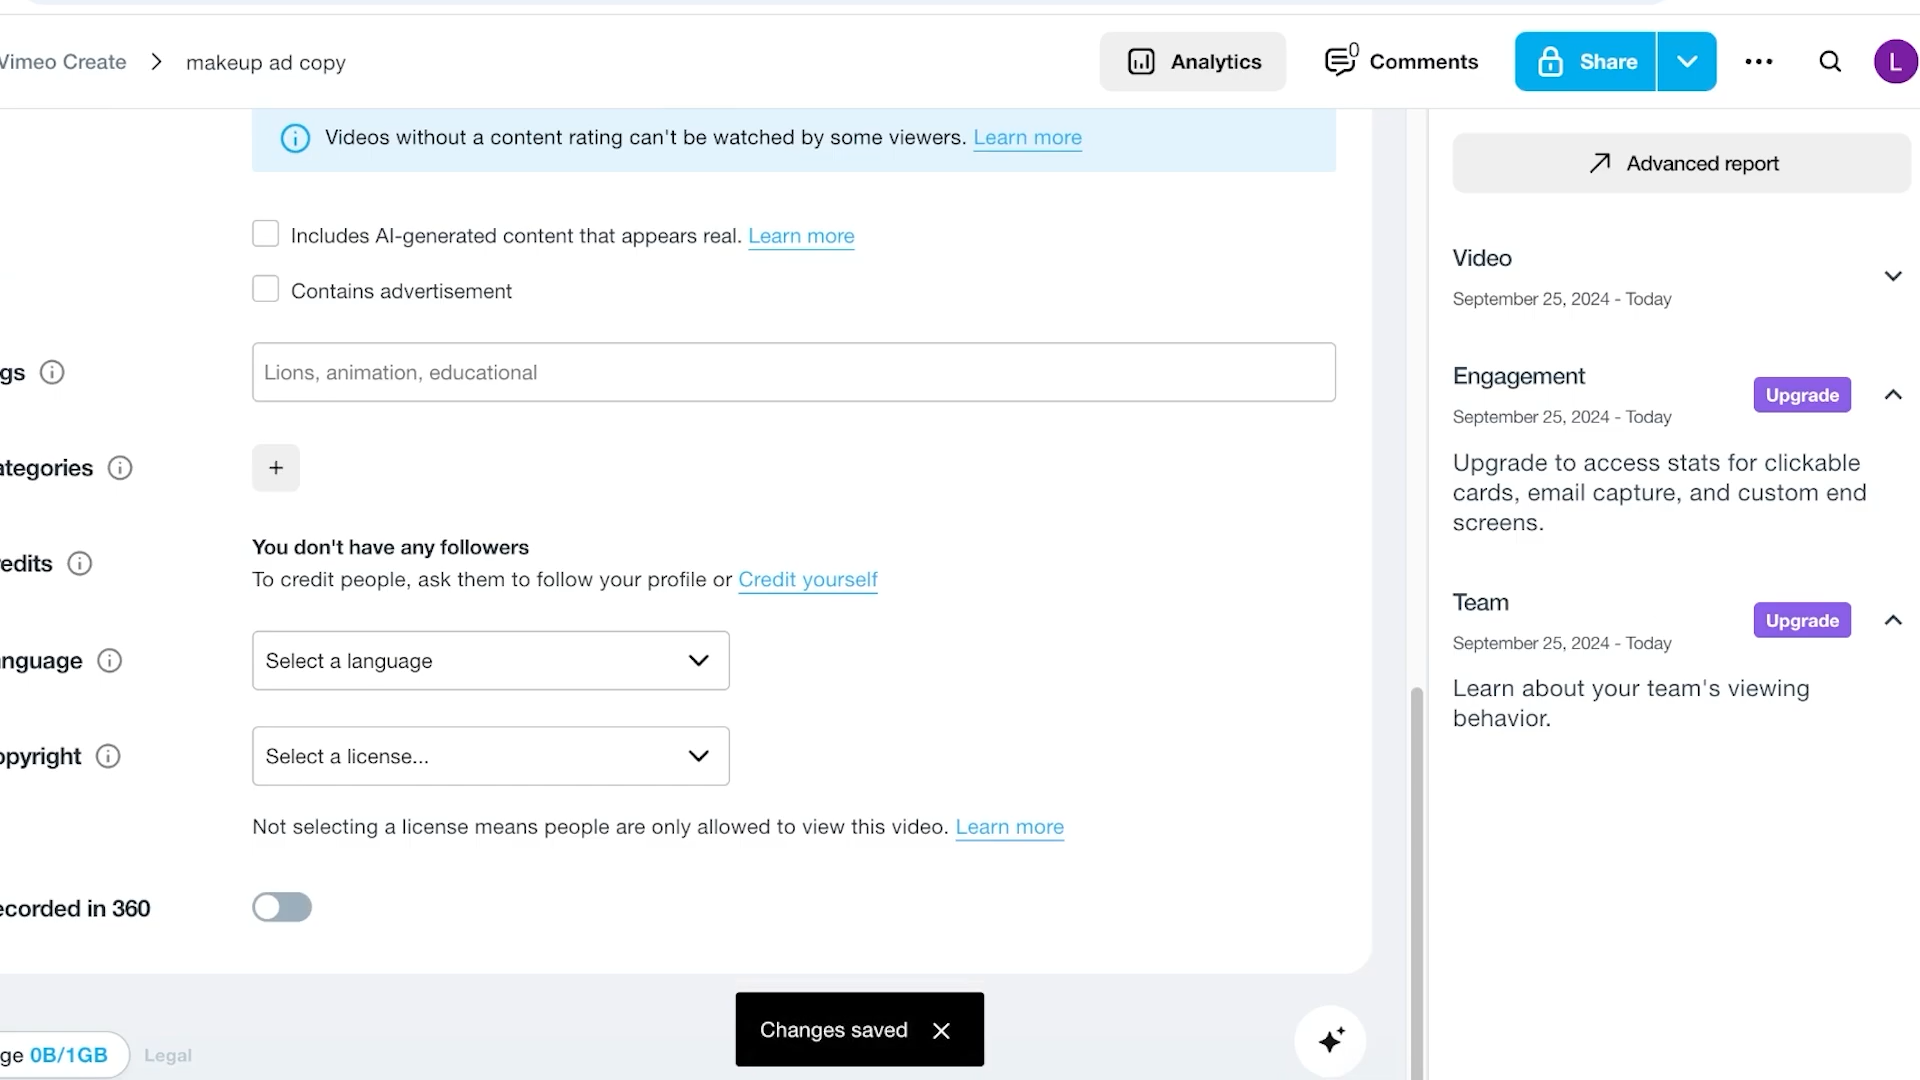 Vimeo Create > makeup ad copy
Analytics
0
Comments
Share
L
Videos without a content rating can't be watched by some viewers. Learn more
Includes AI-generated content that appears real. Learn more
Contains advertisement
gs
Lions, animation, educational
ategories
+
edits
You don't have any followers
To credit people, ask them to follow your profile or Credit yourself
nguage
Select a language
opyright
Select a license...
Not selecting a license means people are only allowed to view this video. Learn more
ecorded in 360
Changes saved
ge 0B/1GB
Legal
Advanced report
Video
September 25, 2024 - Today
Engagement
September 25, 2024 - Today
Upgrade
Upgrade to access stats for clickable
cards, email capture, and custom end
screens.
Team
September 25, 2024 - Today
Upgrade
Learn about your team's viewing
behavior.